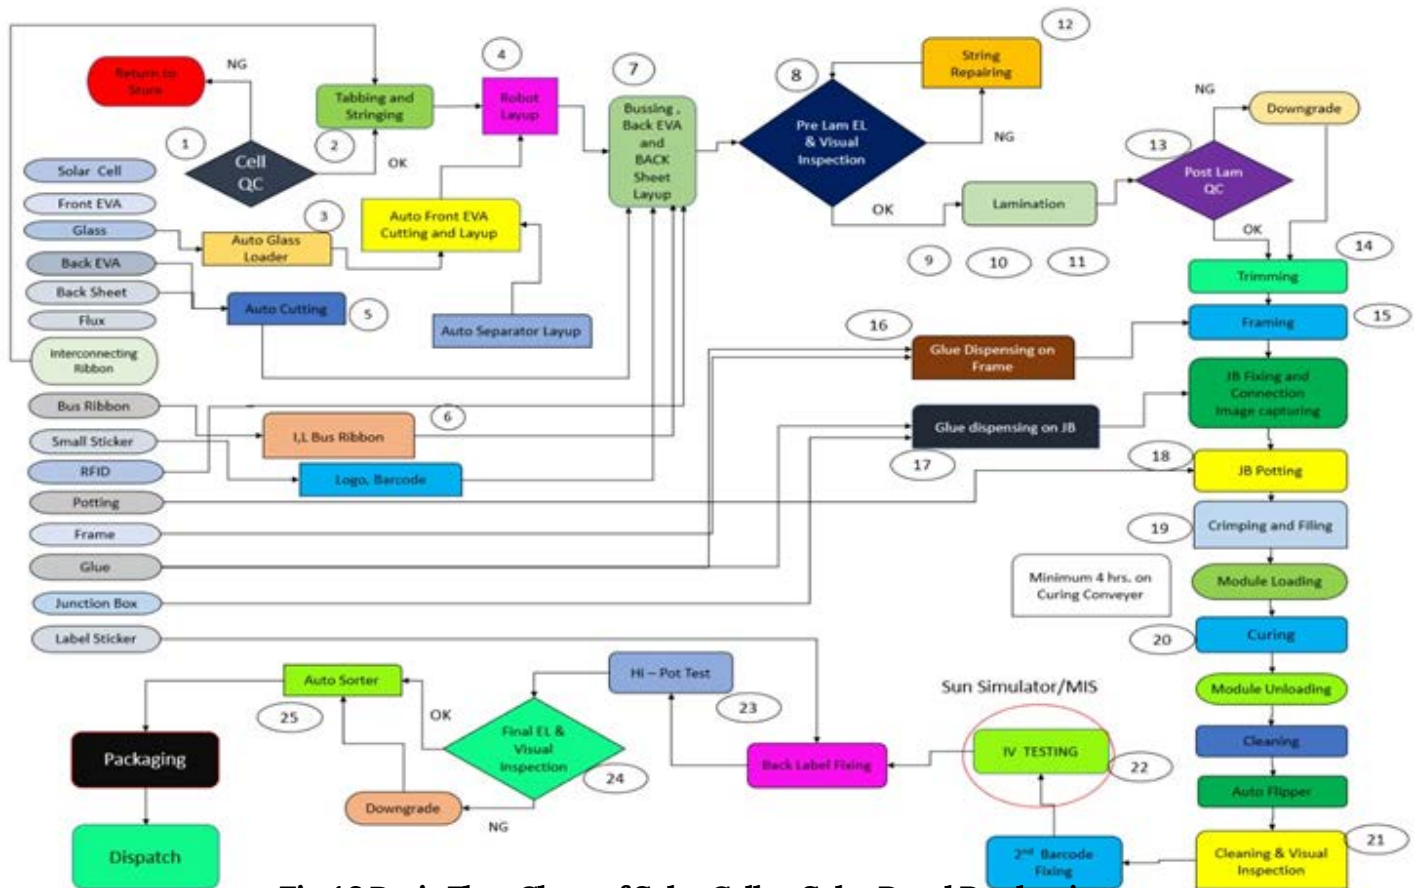 12
4
String
Repairing
7
8
NG
Return to
Store
Tabbing and
Stringing
Robot
Layup
Bussing ,
Back EVA
and
BACK
Sheet
Layup
Pre Lam EL
& Visual
Inspection
NG
NG
Downgrade
13
1
2
OK
Cell
QC
Post Lam
QC
Solar Cell
Front EVA
Glass
Back EVA
Back Sheet
Flux
Interconnecting
Ribbon
3
Auto Front EVA
Cutting and Layup
Auto Glass
Loader
OK
Lamination
OK
14
9
10
11
Trimming
Auto Cutting
5
Auto Separator Layup
16
15
Framing
Glue Dispensing on
Frame
JB Fixing and
Connection
Image capturing
Bus Ribbon
Small Sticker
RFID
Potting
Frame
Glue
Junction Box
Label Sticker
6
I,L Bus Ribbon
Logo, Barcode
Glue dispensing on JB
17
18
JB Potting
19
Crimping and Filing
Minimum 4 hrs. on
Curing Conveyer
Module Loading
20
Curing
Module Unloading
Cleaning
Auto Flipper
21
Cleaning & Visual
Inspection
Sun Simulator/MIS
IV TESTING
22
2nd Barcode
Fixing
Back Label Fixing
Hi – Pot Test
23
Final EL &
Visual
Inspection
24
OK
NG
Auto Sorter
25
Downgrade
Packaging
Dispatch